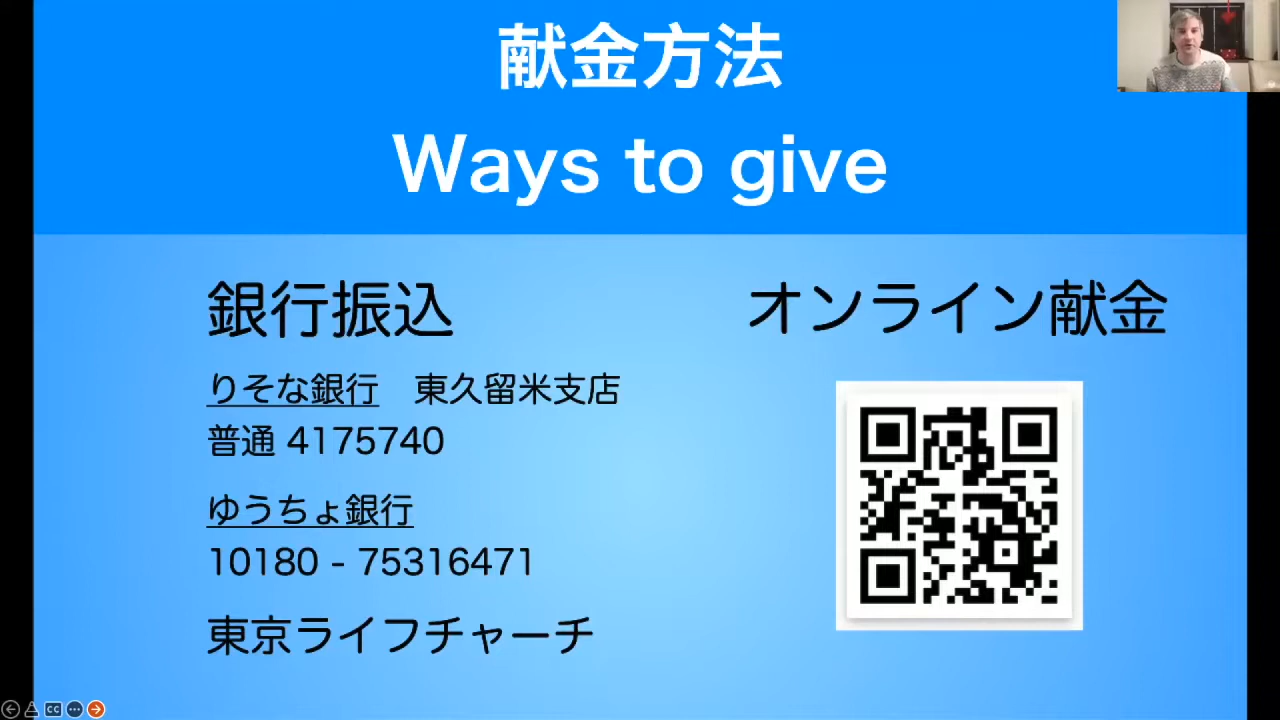 献金方法
Ways to give
銀行振込
りそな銀行　東久留米支店
普通 4175740
ゆうちょ銀行
10180 - 75316471
東京ライフチャーチ
オンライン献金
CC